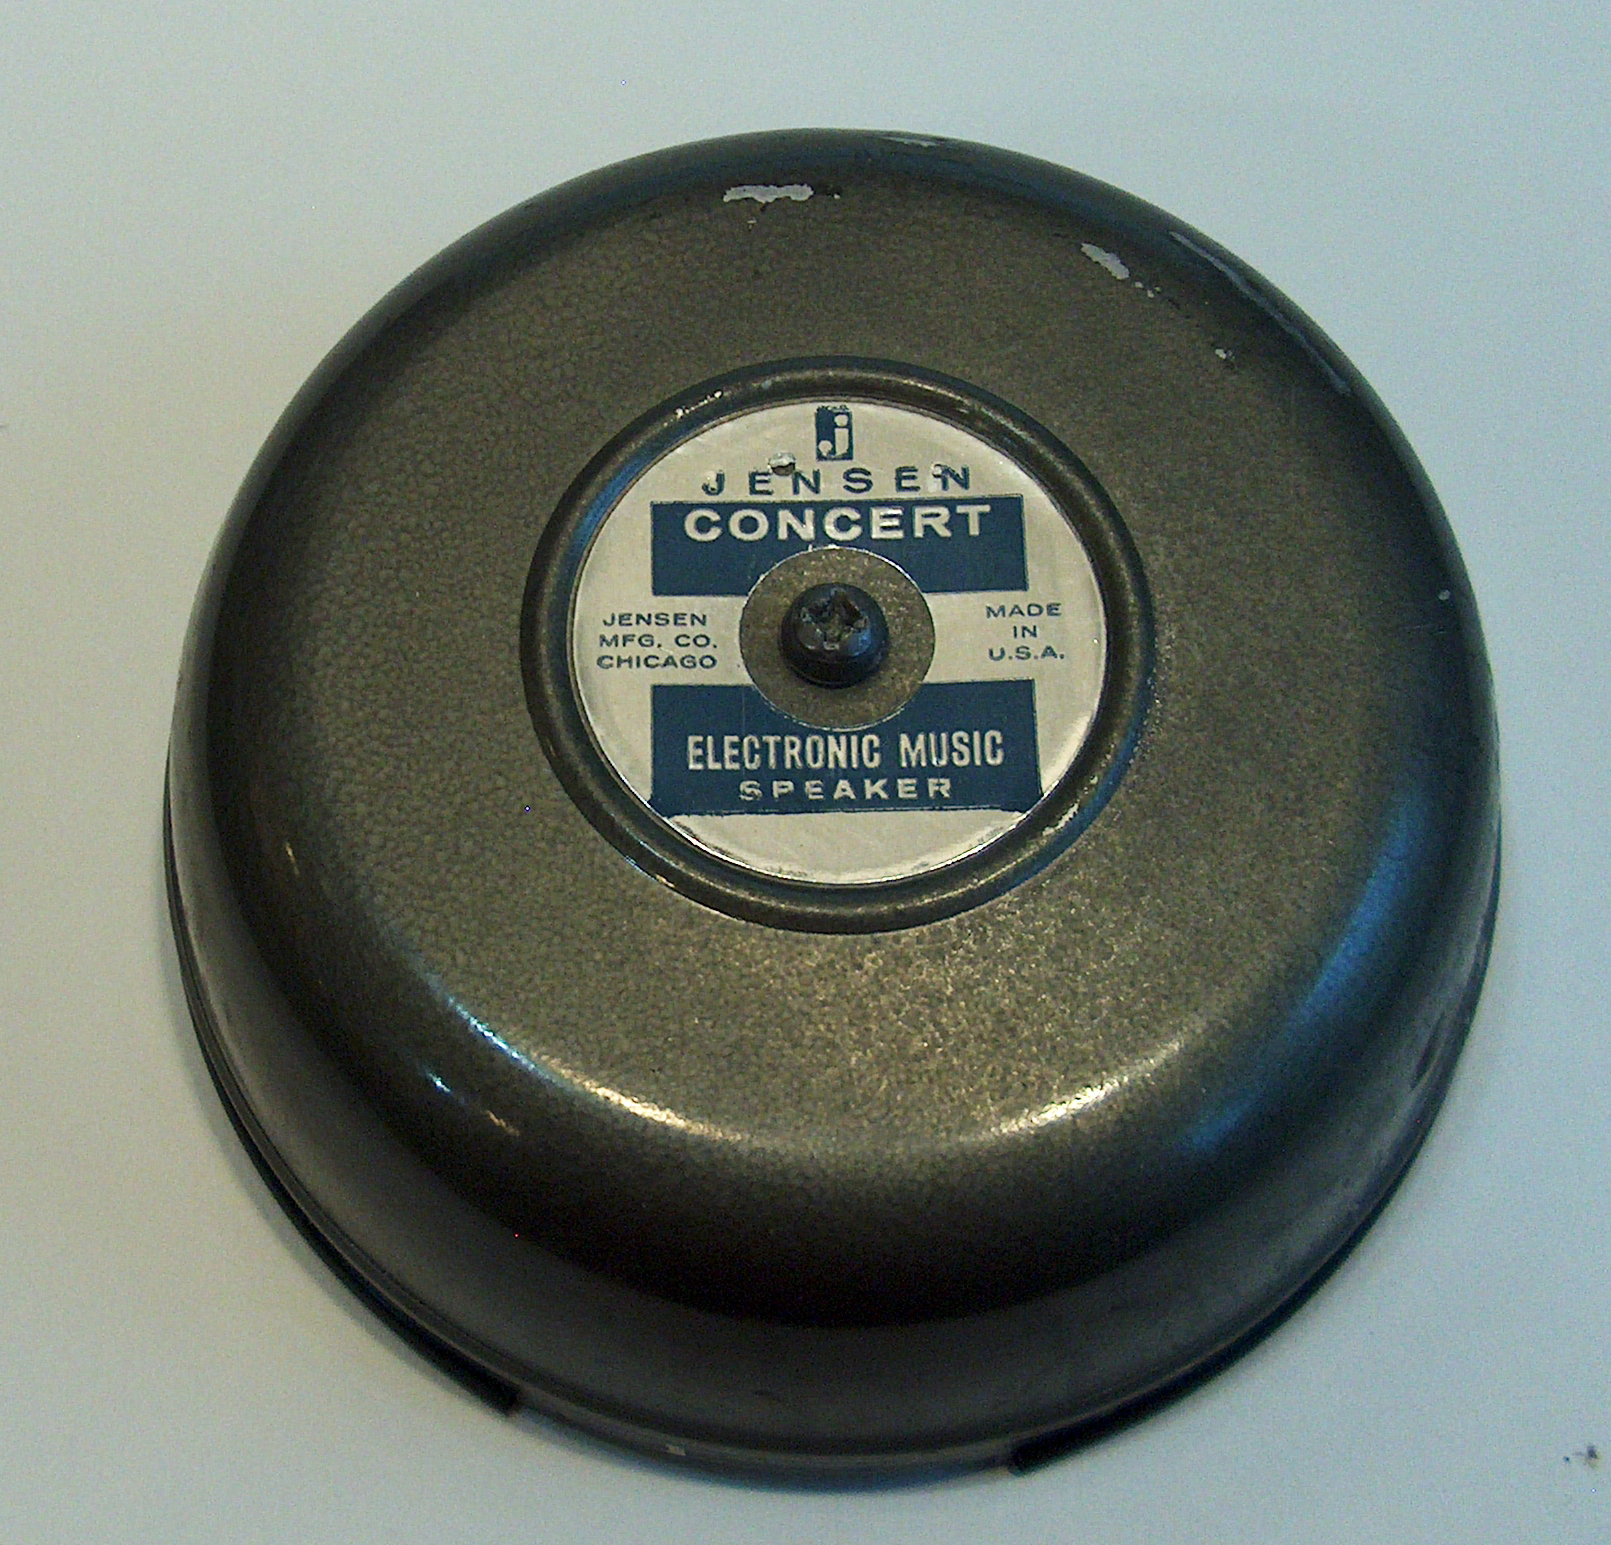 j
JENSEN
CONCERT
JENSEN
MFG. CO.
CHICAGO
MADE
IN
U.S.A.
ELECTRONIC MUSIC
SPEAKER